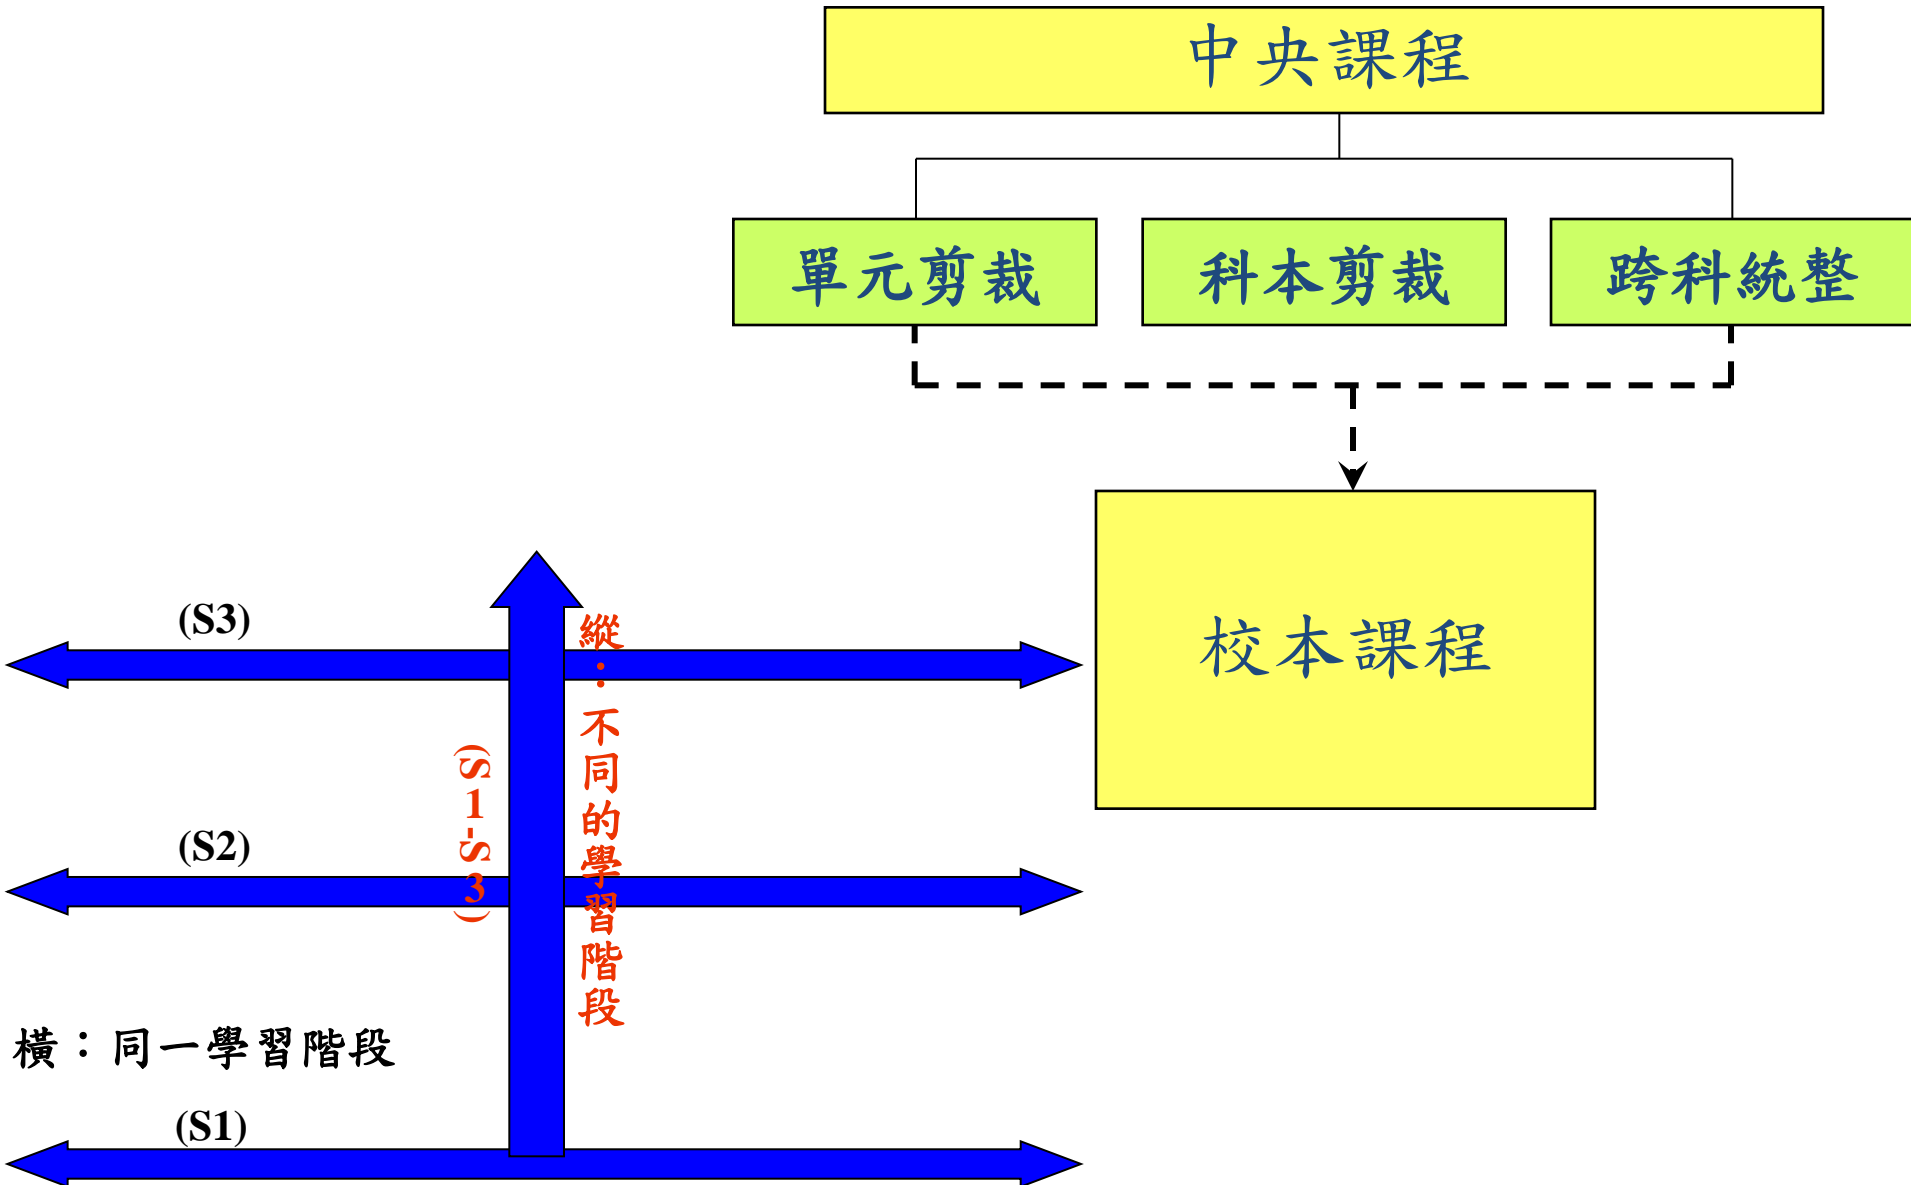 中央課程
單元剪裁
科本剪裁
跨科統整
校本課程
(S3)
縱：不同的學習階段
(S1-S3)
(S2)
橫：同一學習階段
(S1)